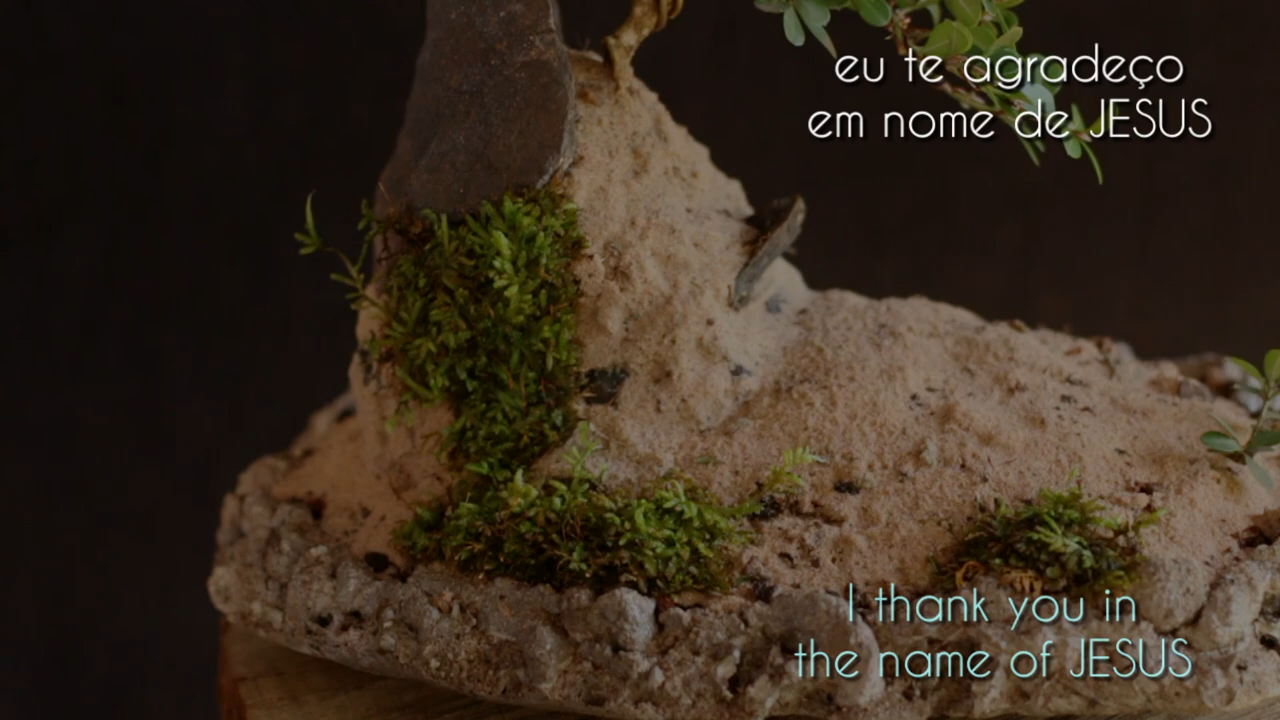 eu te agradeço
em nome de JESUS
I thank you in
the name of JESUS